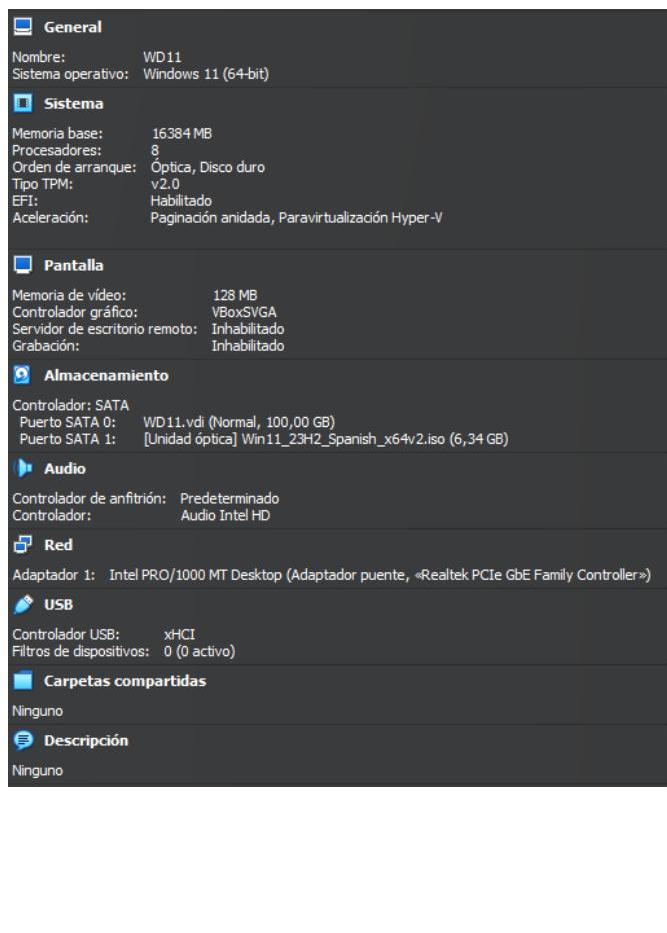 General
Nombre: WD11
Sistema operativo: Windows 11 (64-bit)
Sistema
Memoria base: 16384 MB
Procesadores: 8
Orden de arranque: Óptica, Disco duro
Tipo TPM: v2.0
EFI: Habilitado
Aceleración: Paginación anidada, Paravirtualización Hyper-V
Pantalla
Memoria de vídeo: 128 MB
Controlador gráfico: VBoxSVGA
Servidor de escritorio remoto: Inhabilitado
Grabación: Inhabilitado
Almacenamiento
Controlador: SATA
Puerto SATA 0: WD11.vdi (Normal, 100,00 GB)
Puerto SATA 1: [Unidad óptica] Win11_23H2_Spanish_x64v2.iso (6,34 GB)
Audio
Controlador de anfitrión: Predeterminado
Controlador: Audio Intel HD
Red
Adaptador 1: Intel PRO/1000 MT Desktop (Adaptador puente, «Realtek PCIe GbE Family Controller»)
USB
Controlador USB: xHCI
Filtros de dispositivos: 0 (0 activo)
Carpetas compartidas
Ninguno
Descripción
Ninguno